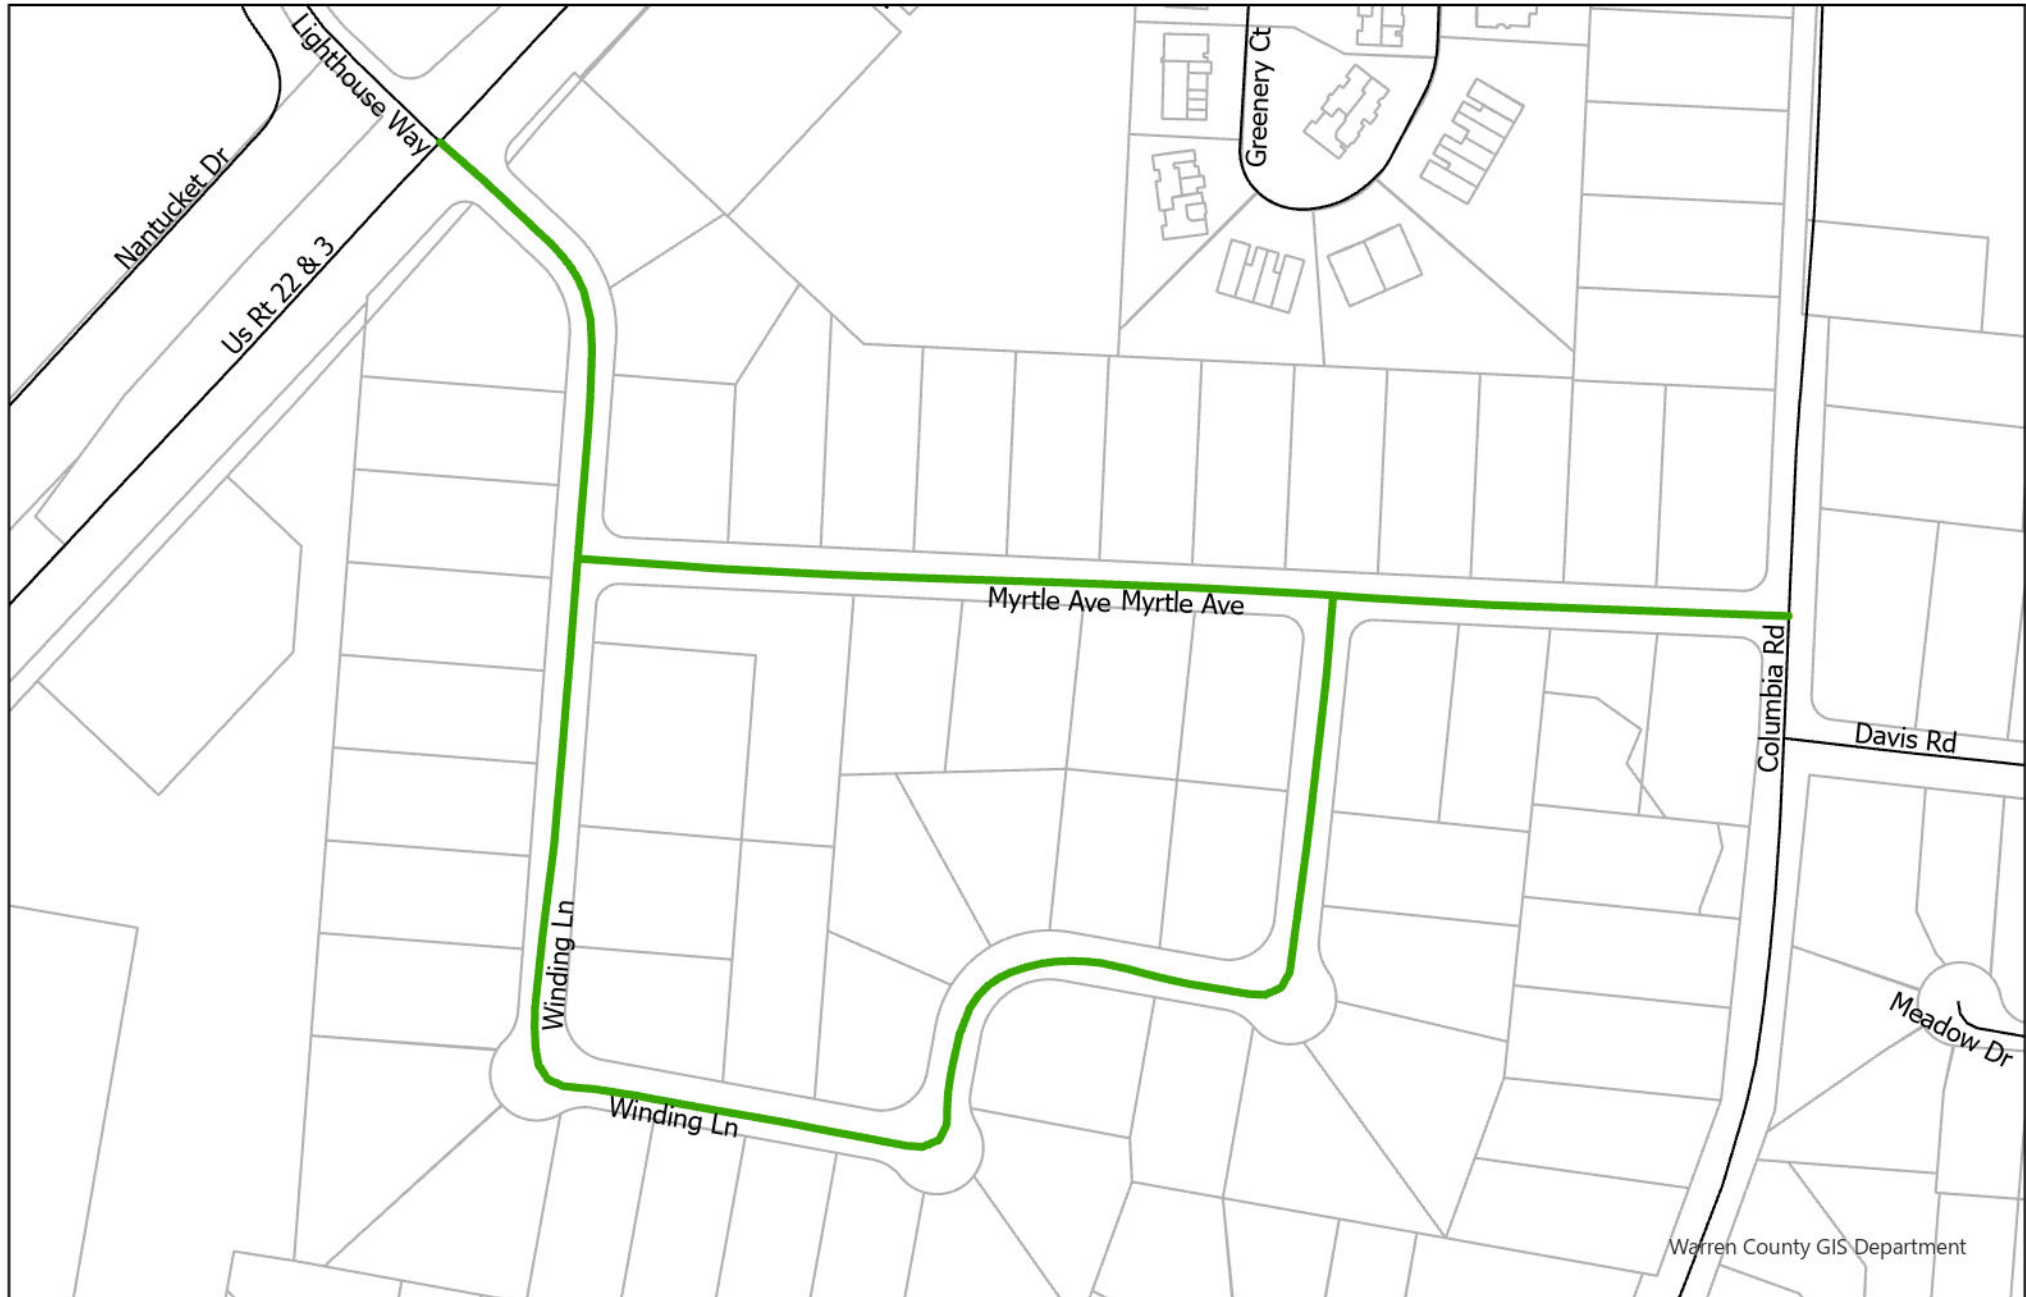 Lighthouse Way
Greenery Ct
Nantucket Dr
Us Rt 22 & 3
Myrtle Ave Myrtle Ave
Columbia Rd
Davis Rd
Winding Ln
Meadow Dr
Winding Ln
Warren County GIS Department